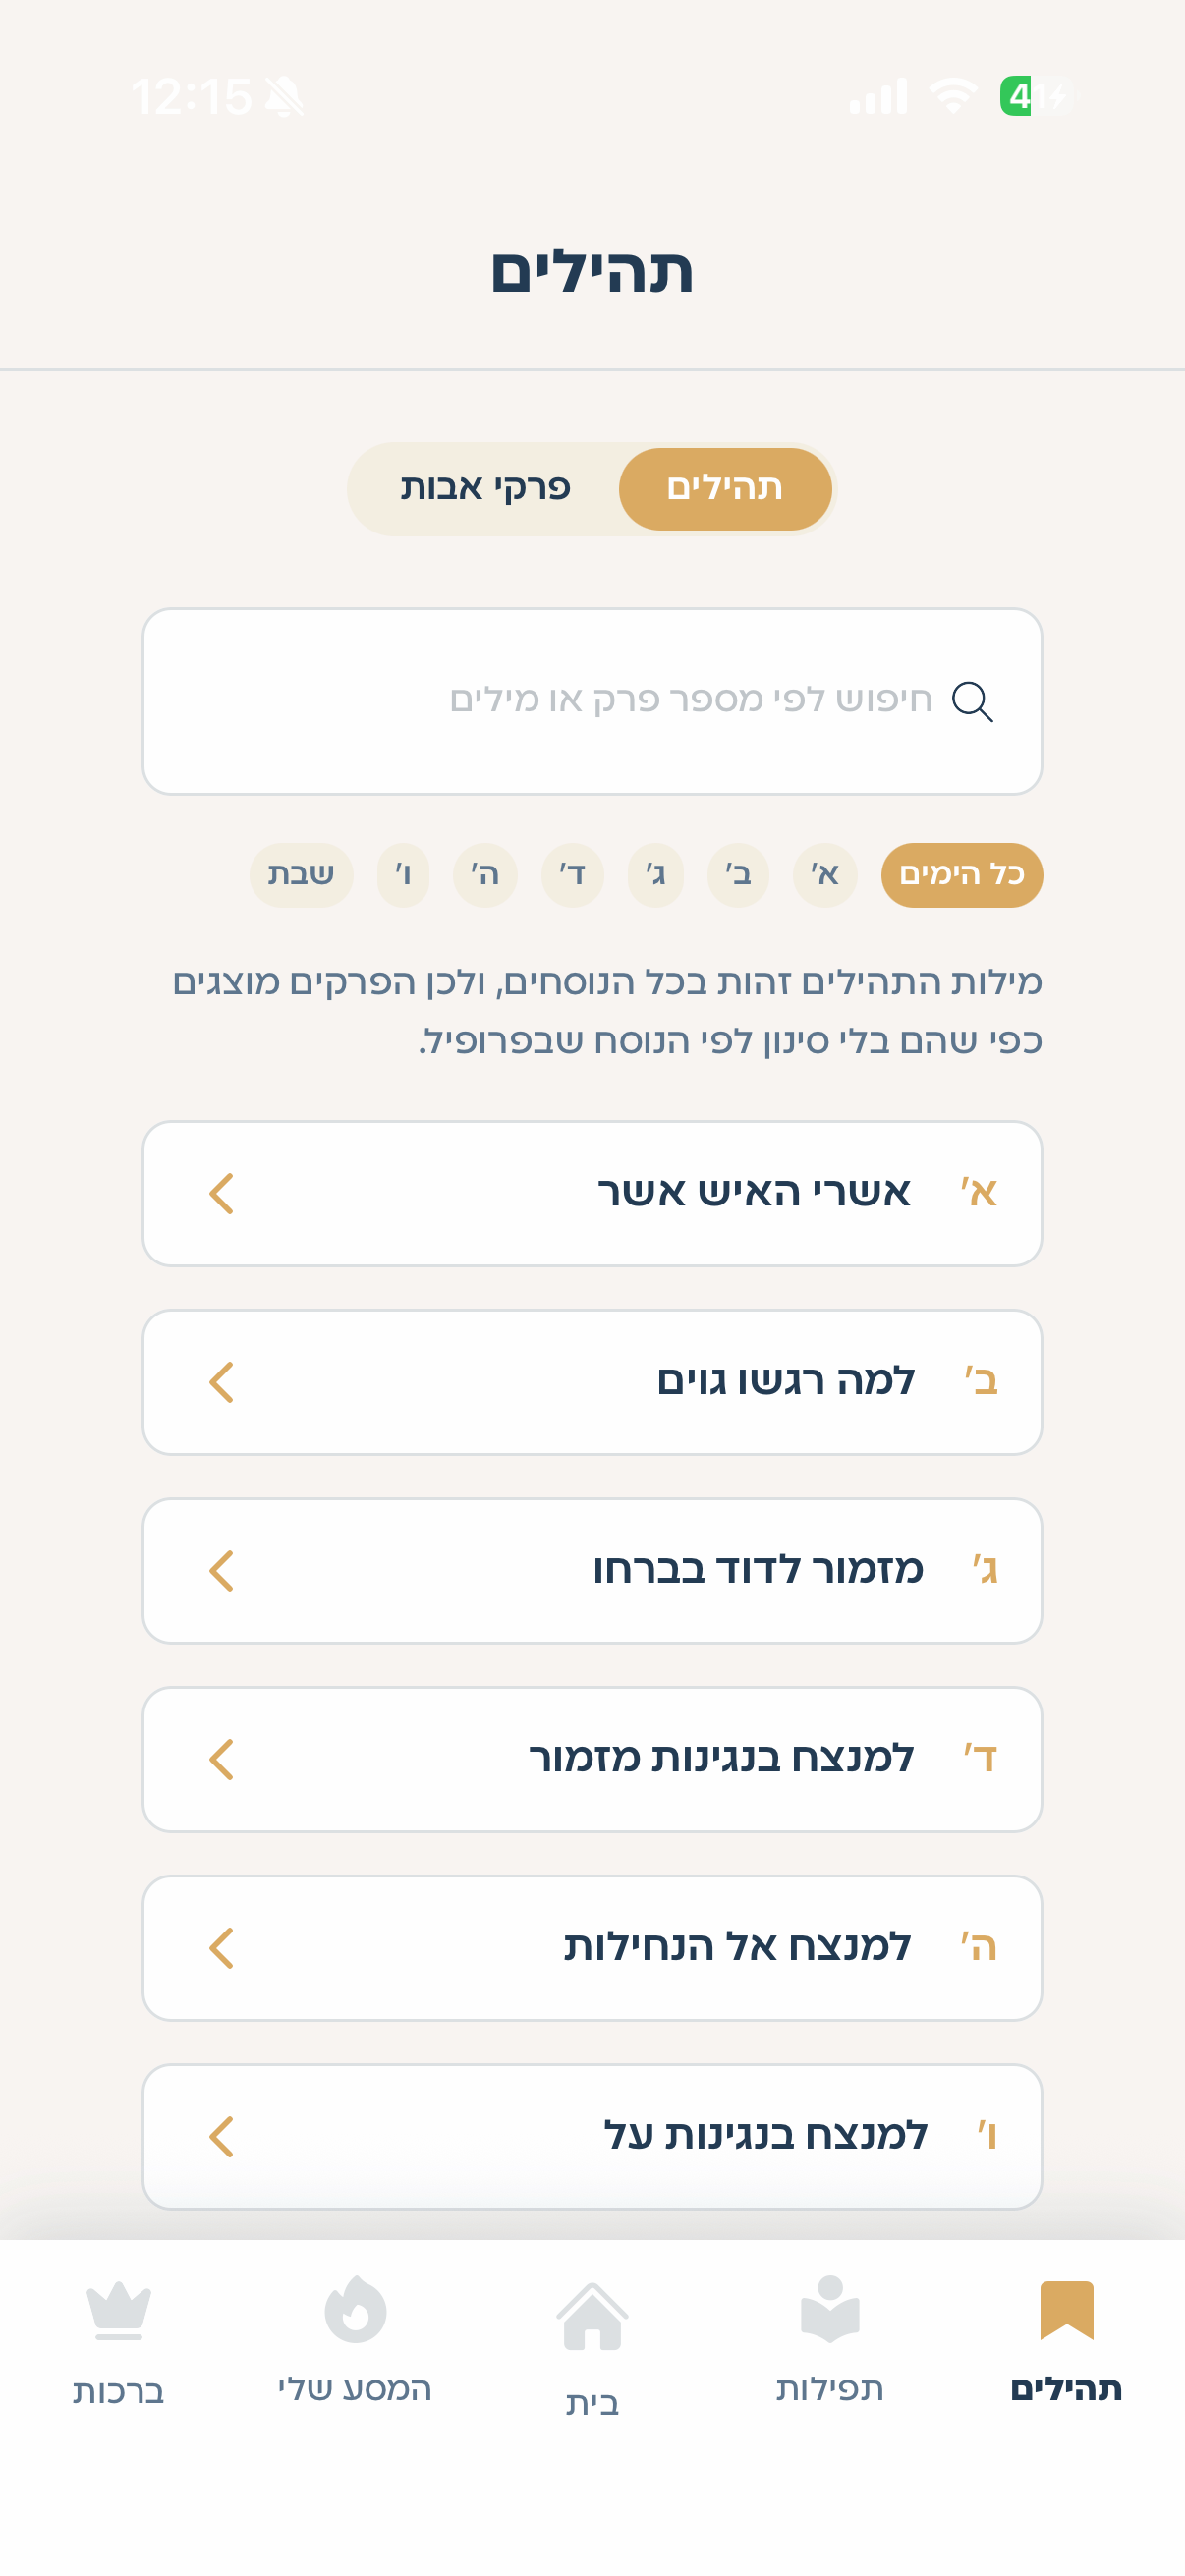 12:15
41
תהילים
תהילים
פרקי אבות
חיפוש לפי מספר פרק או מילים
כל הימים
א'
ב'
ג'
ד'
ה'
ו'
שבת
מילות התהילים זהות בכל הנוסחים, ולכן הפרקים מוצגים
כפי שהם בלי סינון לפי הנוסח שבפרופיל.
א' אשרי האיש אשר
ב' למה רגשו גוים
ג' מזמור לדוד בברחו
ד' למנצח בנגינות מזמור
ה' למנצח אל הנחילות
ו' למנצח בנגינות על
תהילים
תפילות
בית
המסע שלי
ברכות